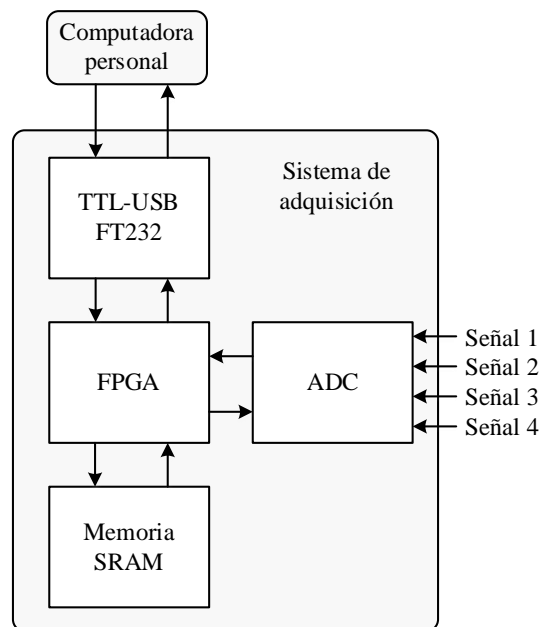 Computadora
personal
Sistema de
adquisición
TTL-USB
FT232
FPGA
ADC
Señal 1
Señal 2
Señal 3
Señal 4
Memoria
SRAM